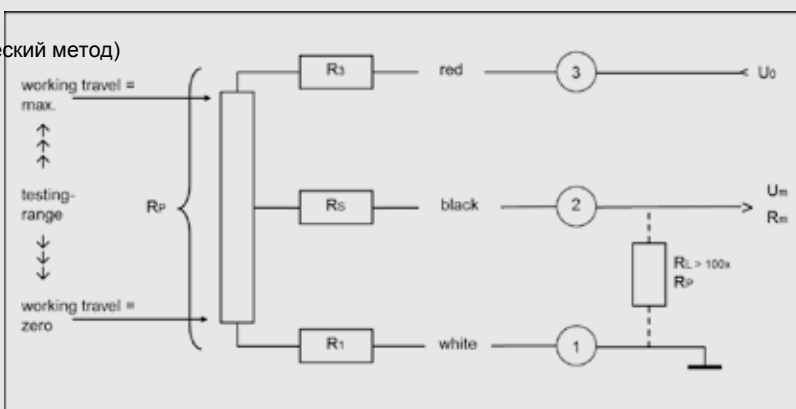 еский метод)
working travel =
max.
testing-
range
working travel =
zero
RP
R3
RS
R1
red
black
white
3
2
1
U0
Um
Rm
RL > 100x
RP